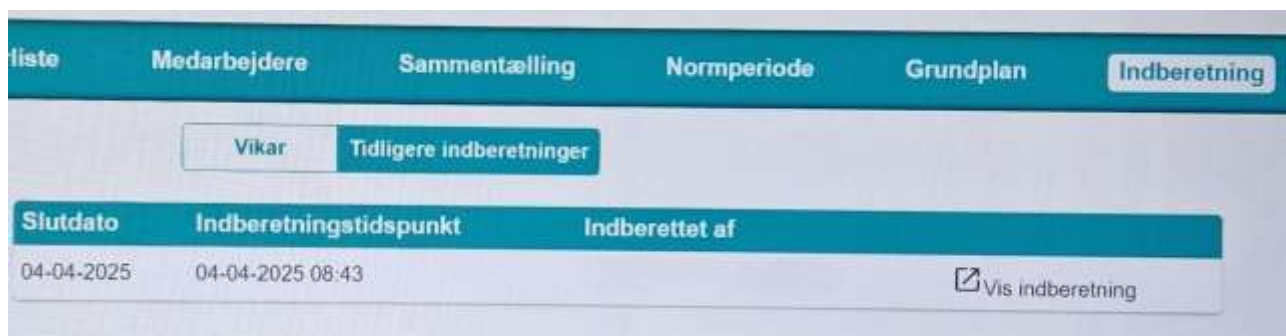 liste Medarbejdere Sammentælling Normperiode Grundplan Indberetning
Vikar Tidligere indberetninger
Slutdato Indberetningstidspunkt Indberettet af
04-04-2025 04-04-2025 08:43 Vis indberetning